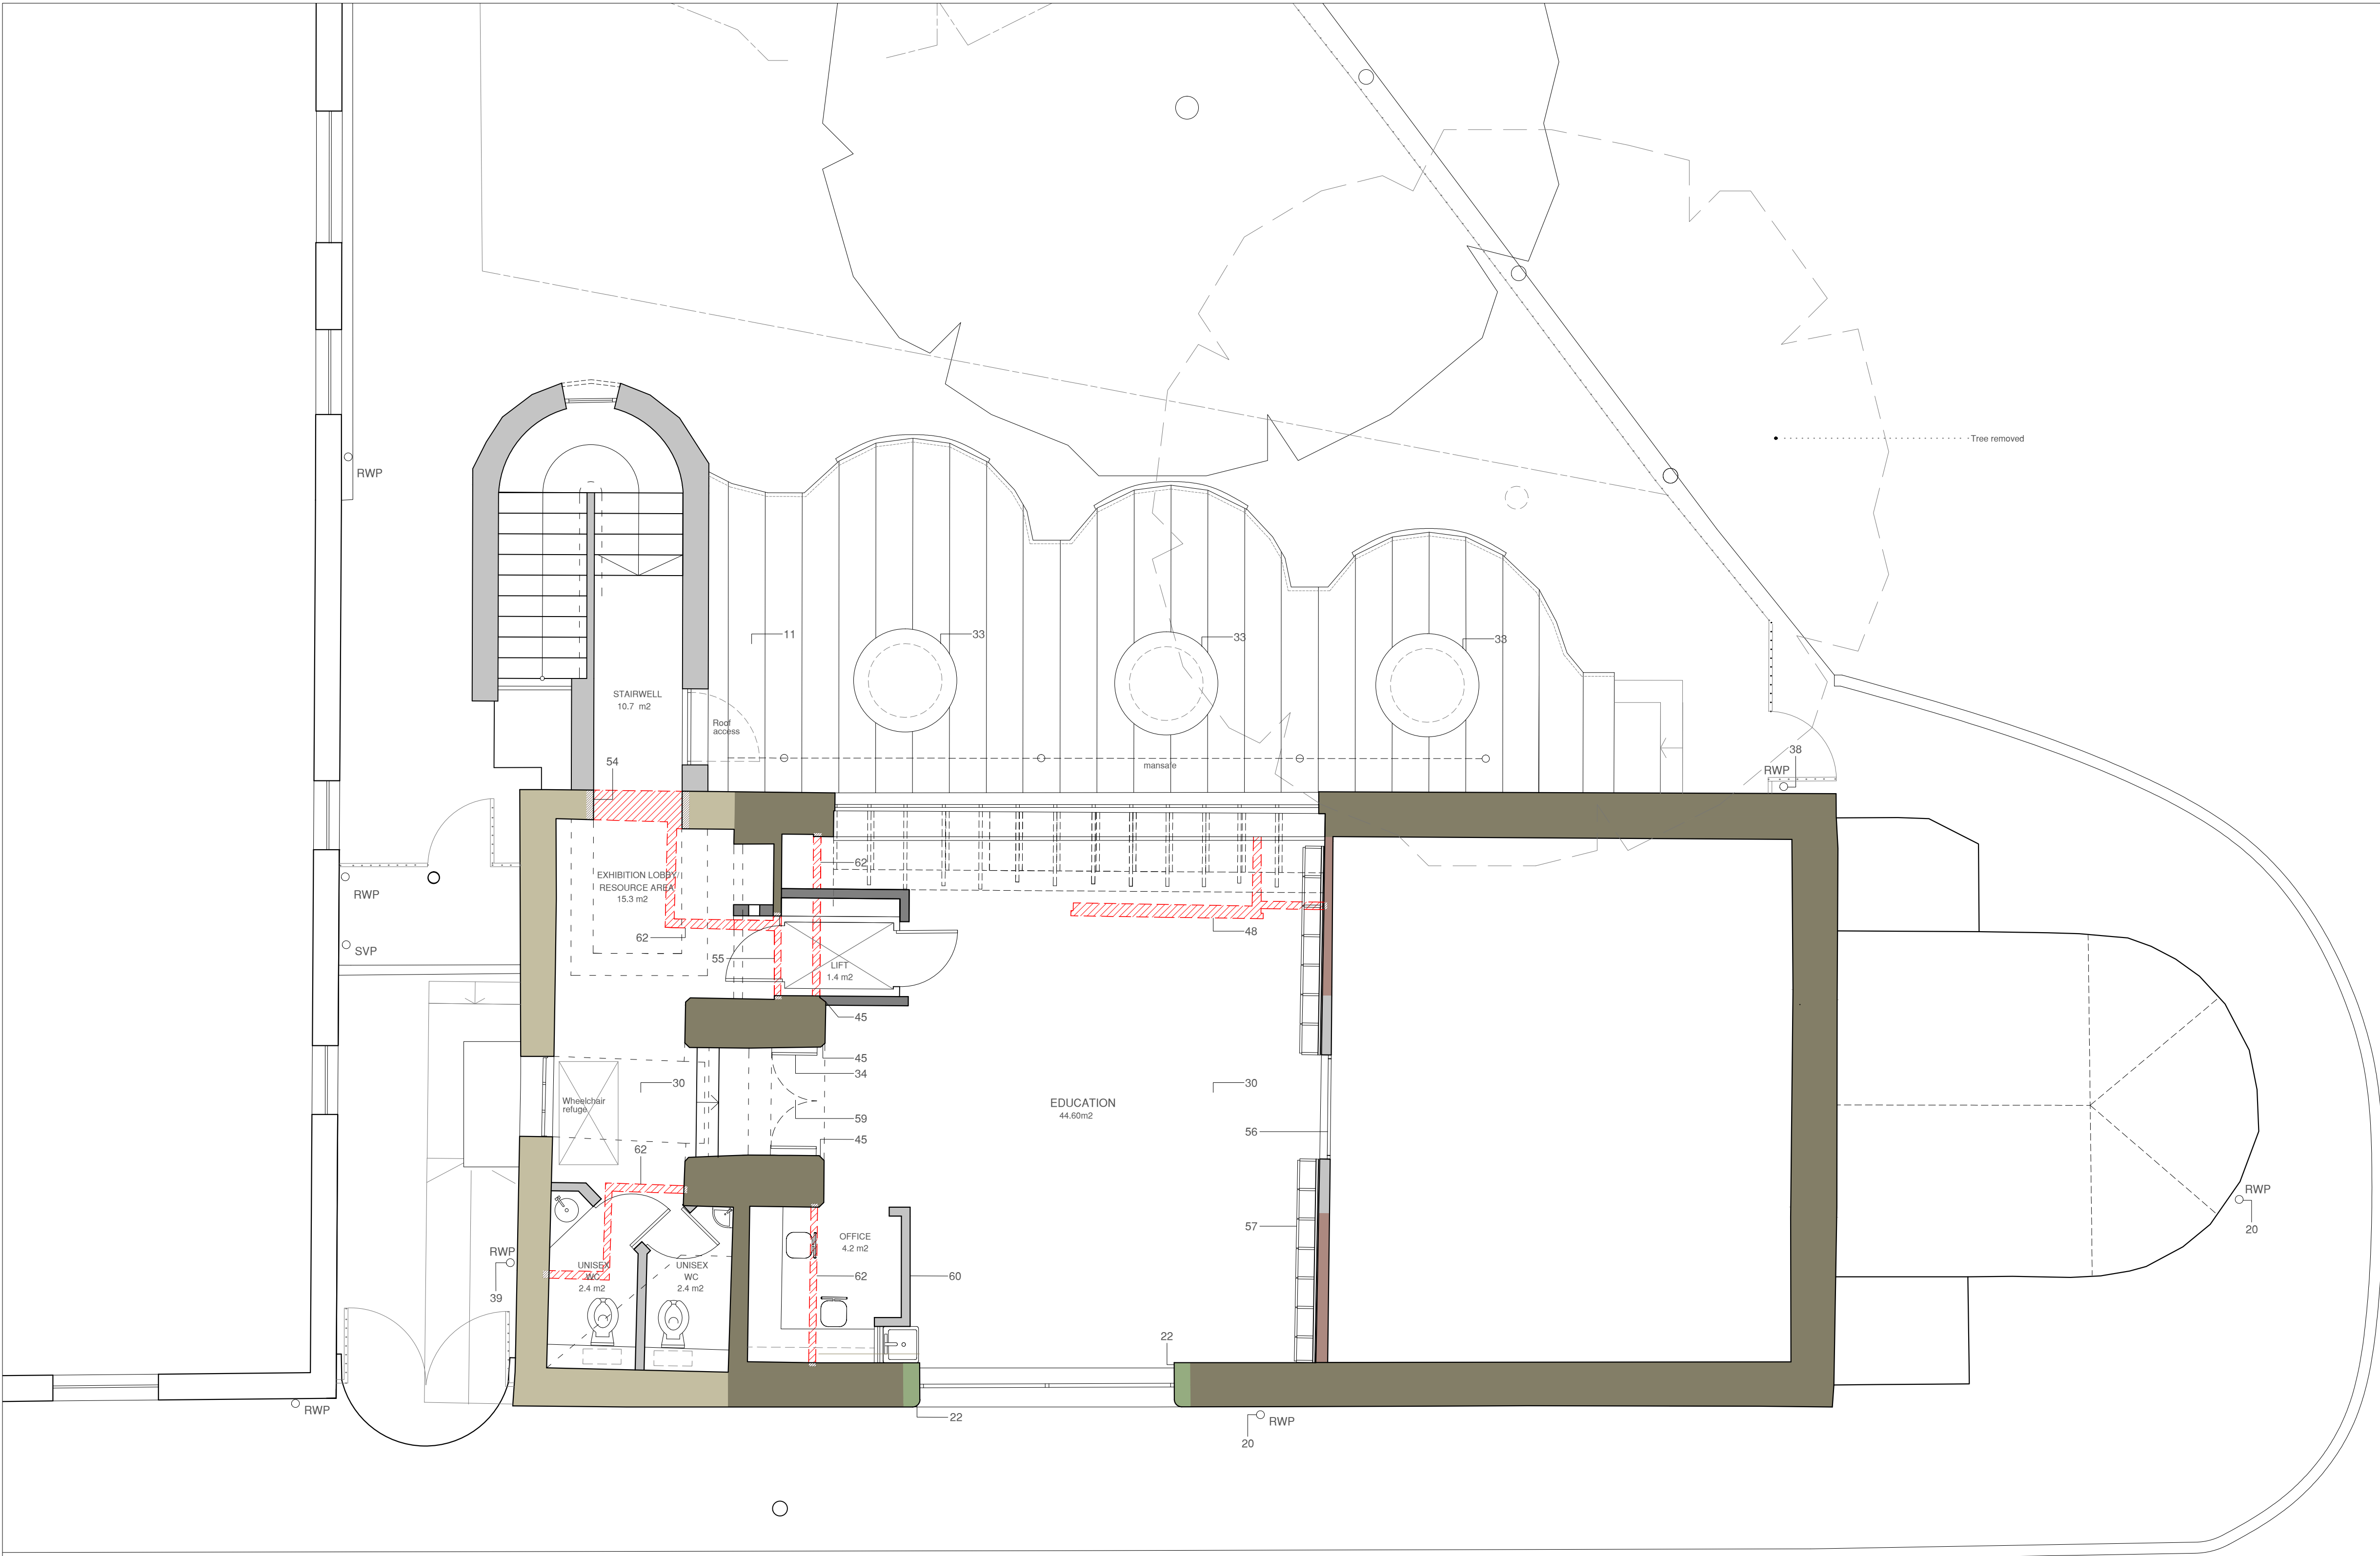 Tree removed
RWP
11
33
33
33
STAIRWELL
10.7 m2
Roof
access
54
mansafe
38
RWP
62
EXHIBITION LOBBY/
RESOURCE AREA
15.3 m2
RWP
62
48
SVP
55
LIFT
1.4 m2
45
45
34
30
30
Wheelchair
refuge
EDUCATION
44.60m2
59
56
45
62
RWP
20
57
OFFICE
4.2 m2
RWP
39
UNISEX
WC
2.4 m2
UNISEX
WC
2.4 m2
62
60
22
RWP
22
RWP
20